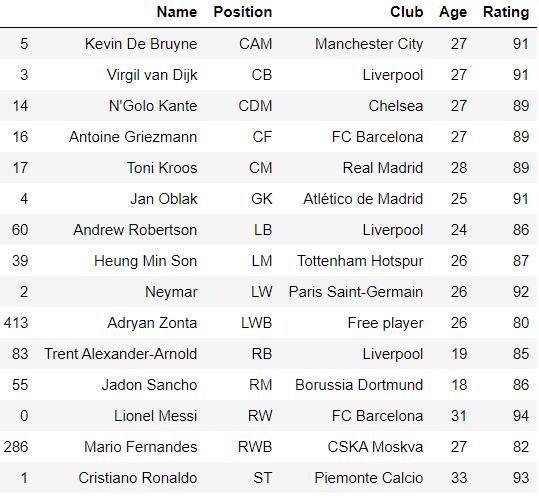 Name Position Club Age Rating
5 Kevin De Bruyne CAM Manchester City 27 91
3 Virgil van Dijk CB Liverpool 27 91
14 N'Golo Kante CDM Chelsea 27 89
16 Antoine Griezmann CF FC Barcelona 27 89
17 Toni Kroos CM Real Madrid 28 89
4 Jan Oblak GK Atlético de Madrid 25 91
60 Andrew Robertson LB Liverpool 24 86
39 Heung Min Son LM Tottenham Hotspur 26 87
2 Neymar LW Paris Saint-Germain 26 92
413 Adryan Zonta LWB Free player 26 80
83 Trent Alexander-Arnold RB Liverpool 19 85
55 Jadon Sancho RM Borussia Dortmund 18 86
0 Lionel Messi RW FC Barcelona 31 94
286 Mario Fernandes RWB CSKA Moskva 27 82
1 Cristiano Ronaldo ST Piemonte Calcio 33 93